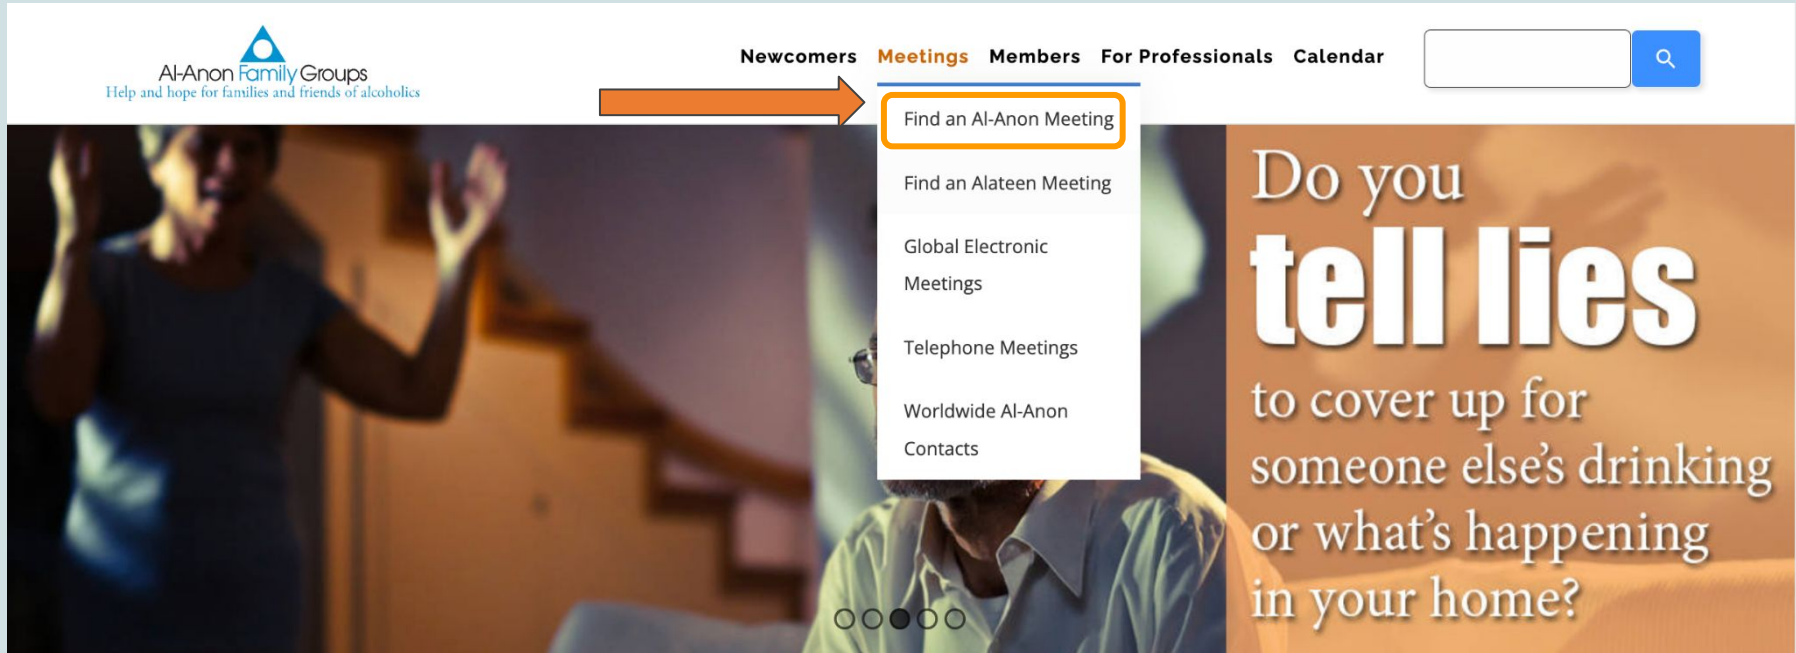 Al-Anon Family Groups
Help and hope for families and friends of alcoholics
Newcomers Meetings Members For Professionals Calendar
Find an Al-Anon Meeting
Find an Alateen Meeting
Global Electronic
Meetings
Telephone Meetings
Worldwide Al-Anon
Contacts
Do you
tell lies
to cover up for
someone else's drinking
or what's happening
in your home?